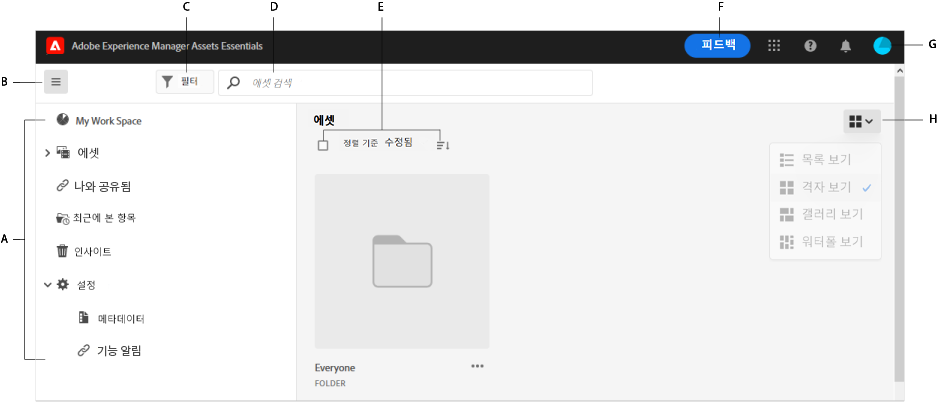 C
D
E
F
Adobe Experience Manager Assets Essentials
피드백
G
B
필터
에셋 검색
A
My Work Space
에셋
나와 공유됨
최근에 본 항목
인사이트
설정
메타데이터
기능 알림
에셋
H
정렬 기준 수정됨
목록 보기
격자 보기
갤러리 보기
워터폴 보기
Everyone
FOLDER